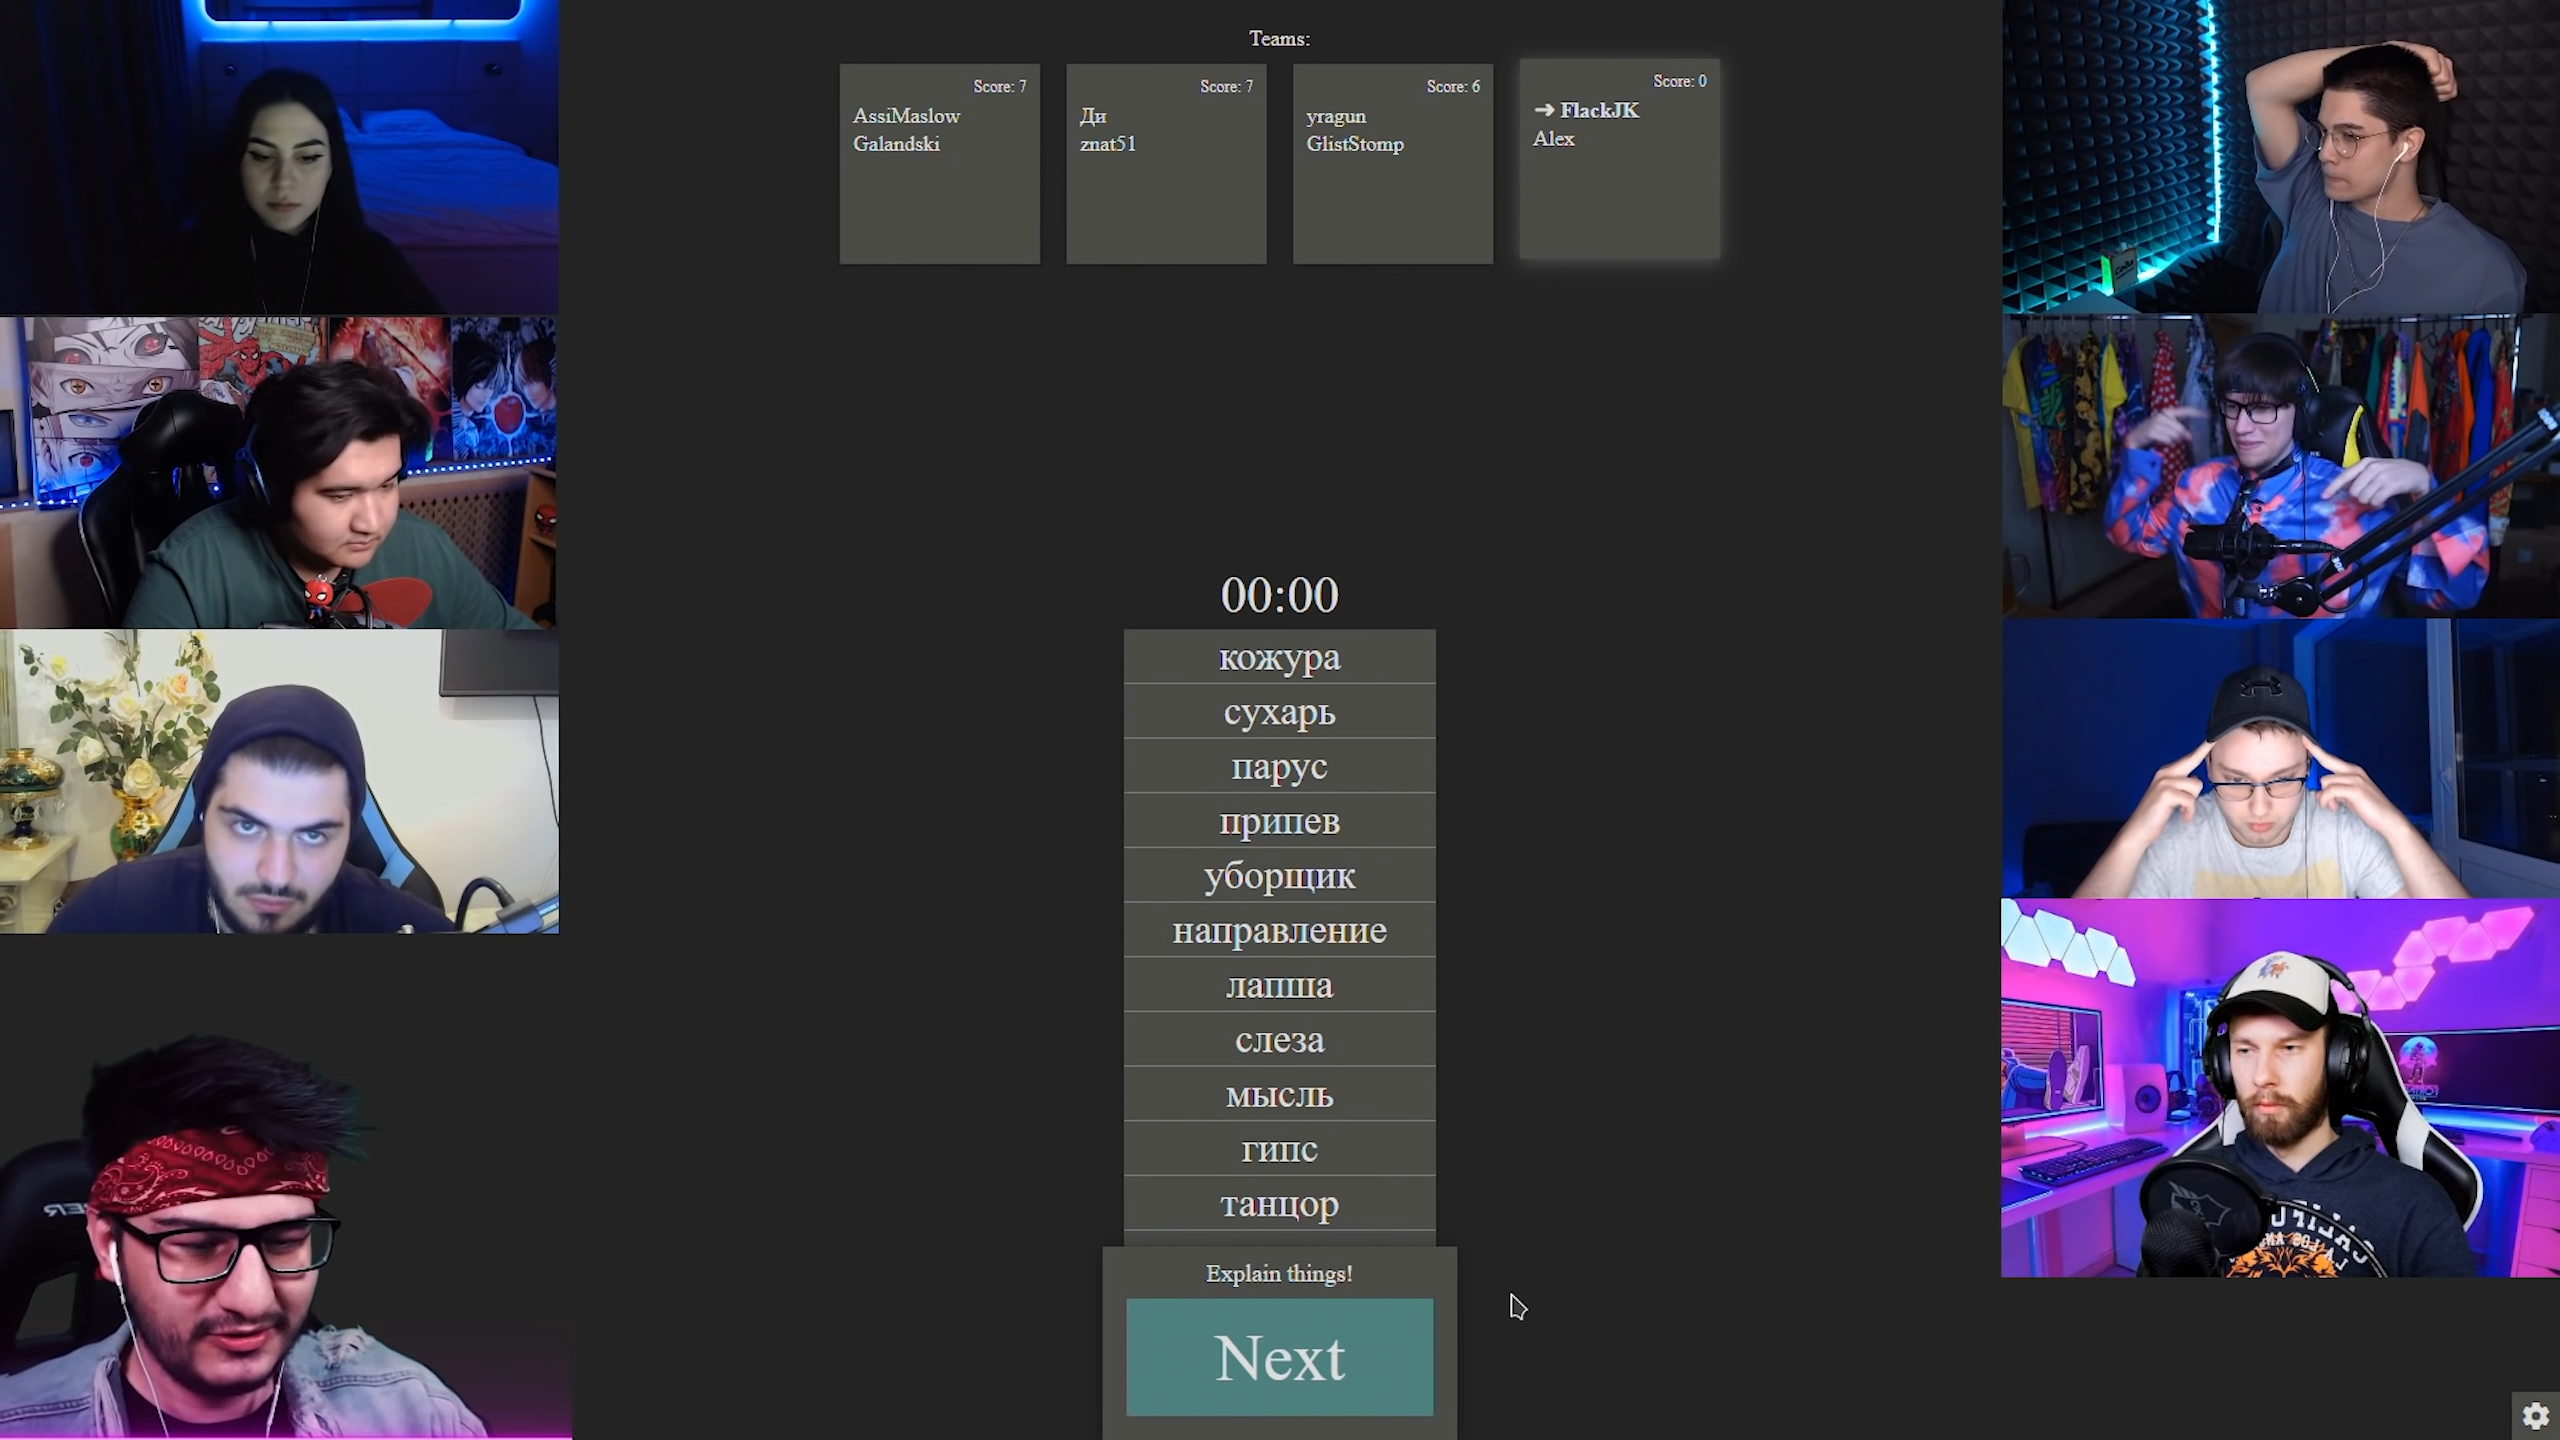 Teams:
Score: 7
AssiMaslow
Galandski
Score: 7
Ди
znat51
Score: 6
yragun
GlistStomp
Score: 0
➔ FlackJK
Alex
00:00
кожура
сухарь
парус
припев
уборщик
направление
лапша
слеза
мысль
гипс
танцор
Explain things!
Next